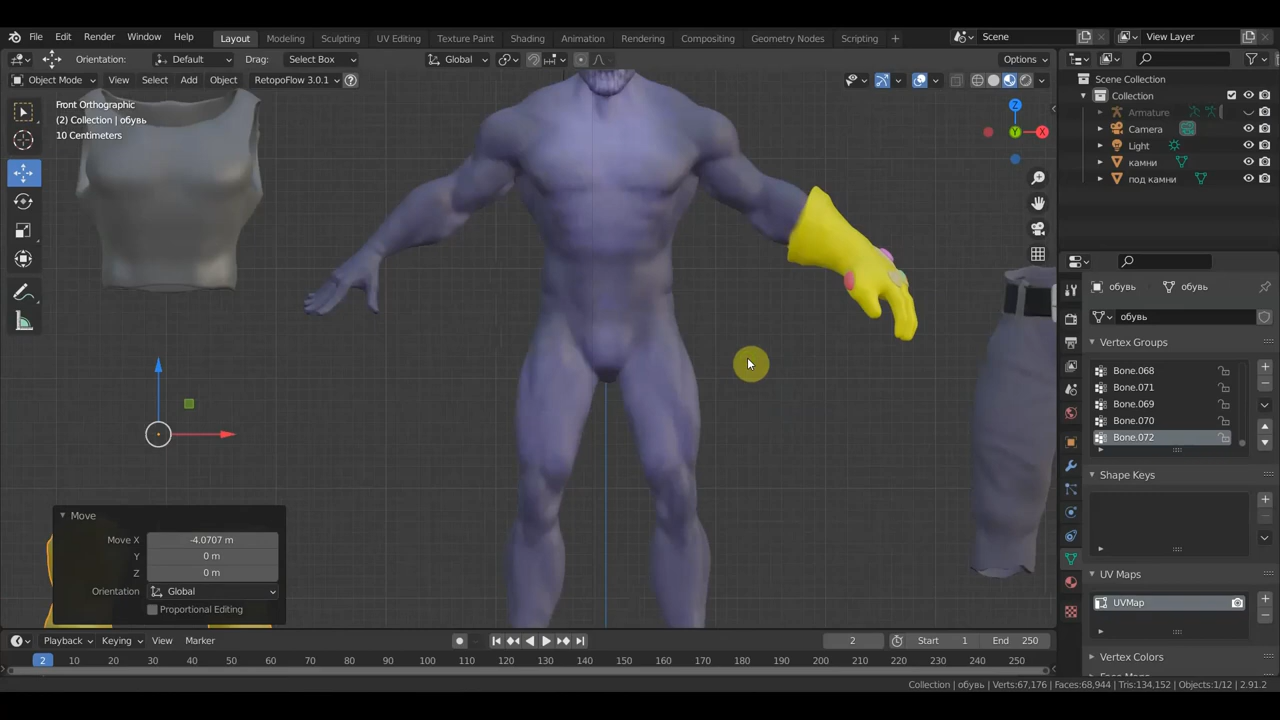 File Edit Render Window Help Layout Modeling Sculpting UV Editing Texture Paint Shading Animation Rendering Compositing Geometry Nodes Scripting + Scene View Layer
Orientation: Default Drag: Select Box Global Options
Object Mode View Select Add Object RetopoFlow 3.0.1 ?
Front Orthographic
(2) Collection | обувь
10 Centimeters
Z
Y
X
Scene Collection
Collection
Armature
Camera
Light
камни
под камни
обувь обувь
обувь
Vertex Groups
Bone.068
Bone.071
Bone.069
Bone.070
Bone.072
Shape Keys
UV Maps
UVMap
Vertex Colors
Move
Move X -4.0707 m
Y 0 m
Z 0 m
Orientation Global
Proportional Editing
Playback Keying View Marker 2 Start 1 End 250
2 10 20 30 40 50 60 70 80 90 100 110 120 130 140 150 160 170 180 190 200 210 220 230 240 250
Collection | обувь | Verts:67,176 | Faces:68,944 | Tris:134,152 | Objects:1/12 | 2.91.2